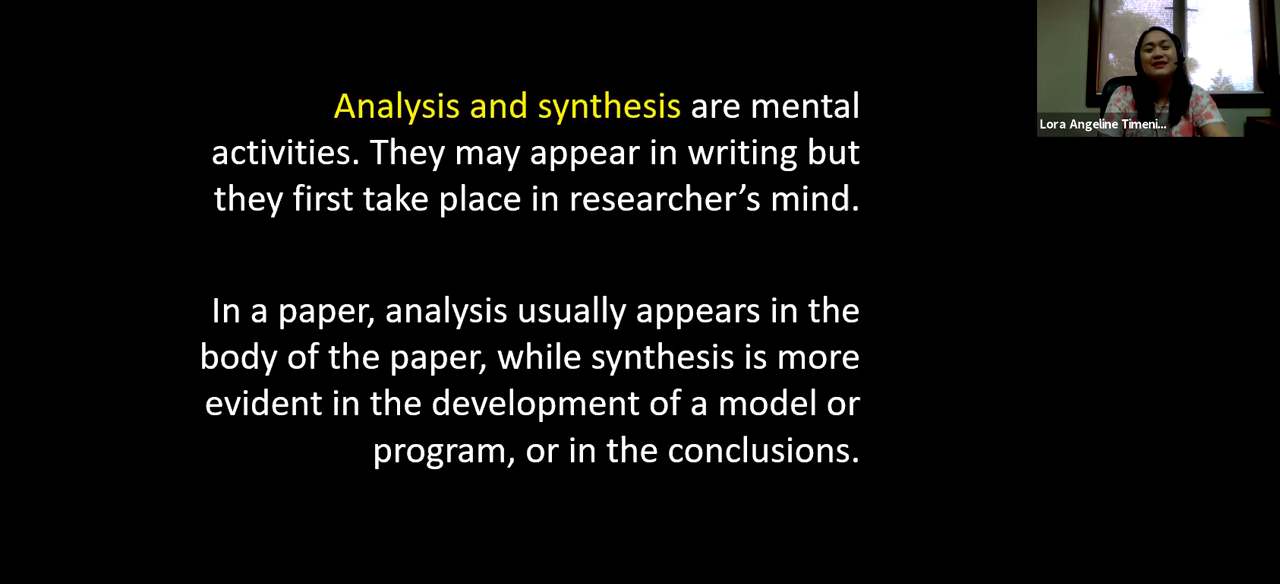 Analysis and synthesis are mental
activities. They may appear in writing but
they first take place in researcher’s mind.
In a paper, analysis usually appears in the
body of the paper, while synthesis is more
evident in the development of a model or
program, or in the conclusions.
Lora Angeline Timeni...